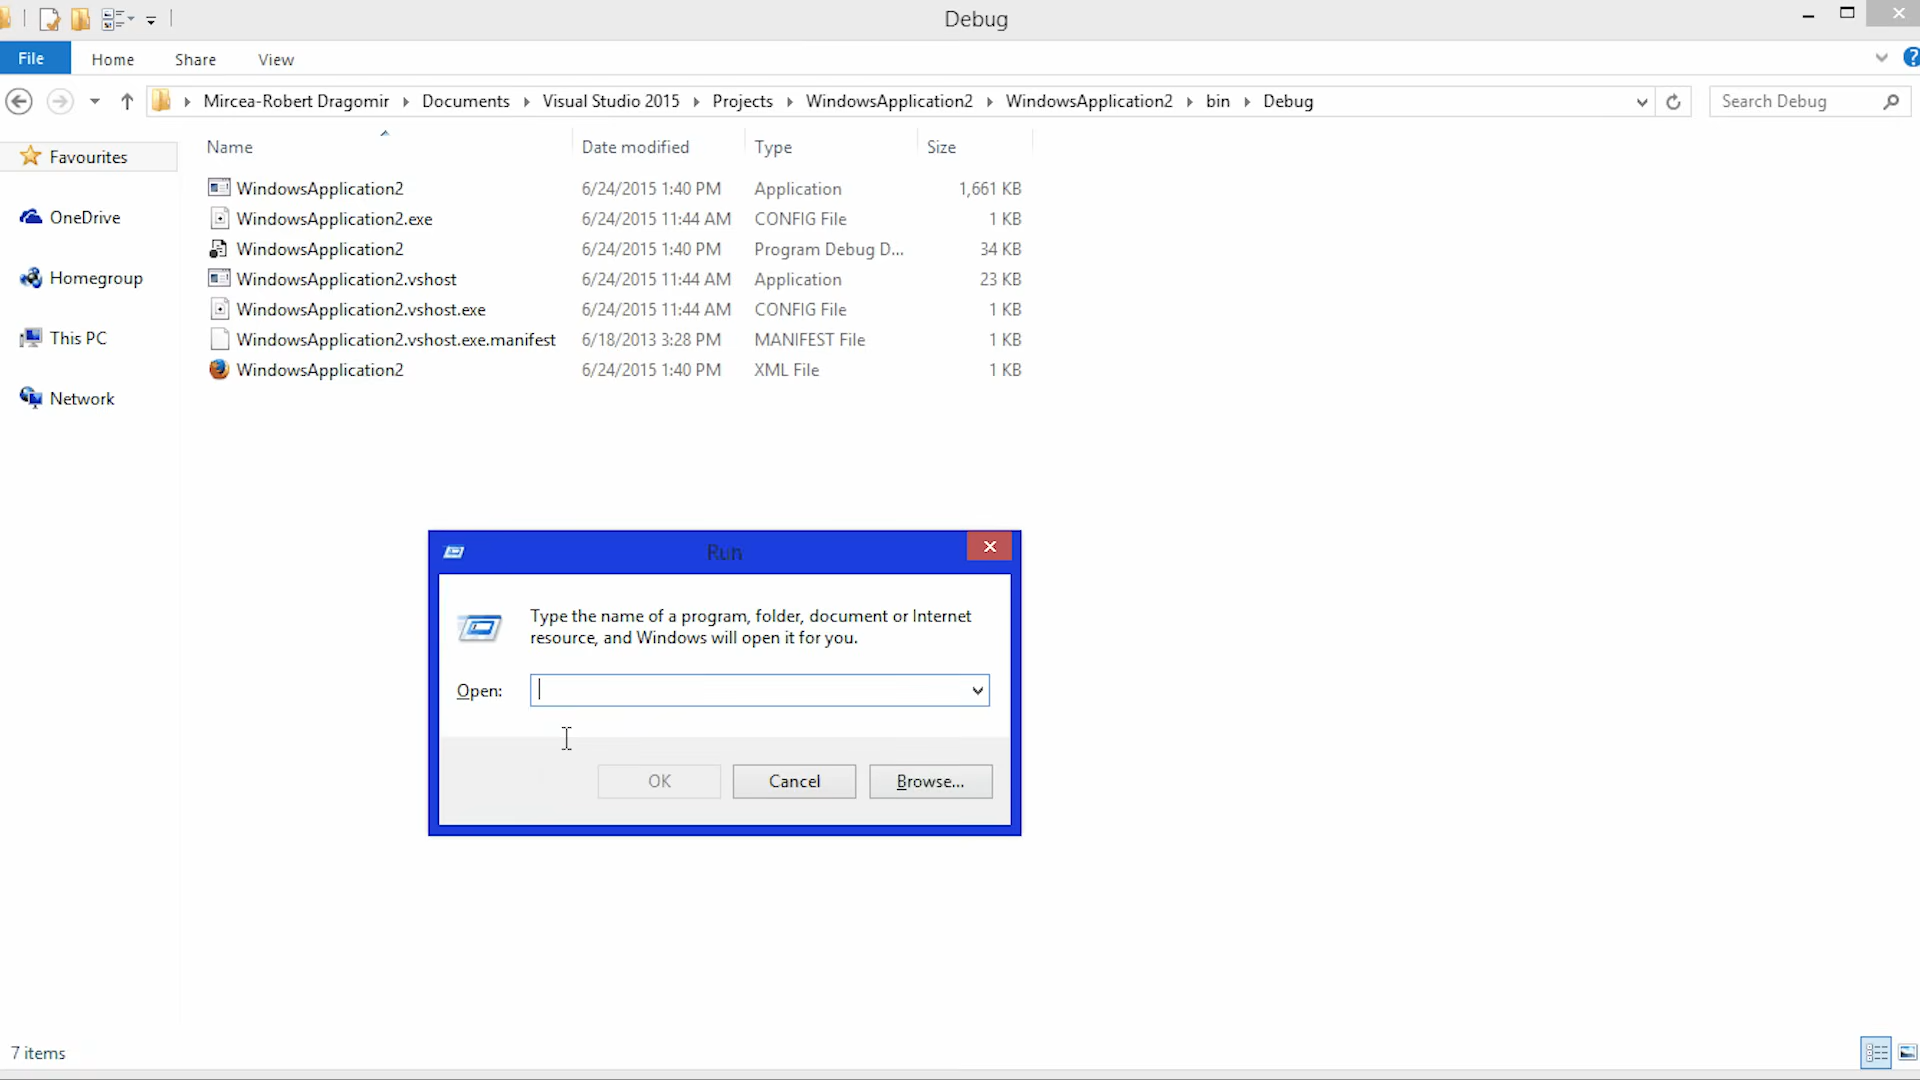 Debug
File Home Share View
Mircea-Robert Dragomir Documents Visual Studio 2015 Projects WindowsApplication2 WindowsApplication2 bin Debug Search Debug
Name Date modified Type Size
Favourites
OneDrive
Homegroup
This PC
Network
WindowsApplication2 6/24/2015 1:40 PM Application 1,661 KB
WindowsApplication2.exe 6/24/2015 11:44 AM CONFIG File 1 KB
WindowsApplication2 6/24/2015 1:40 PM Program Debug D... 34 KB
WindowsApplication2.vshost 6/24/2015 11:44 AM Application 23 KB
WindowsApplication2.vshost.exe 6/24/2015 11:44 AM CONFIG File 1 KB
WindowsApplication2.vshost.exe.manifest 6/18/2013 3:28 PM MANIFEST File 1 KB
WindowsApplication2 6/24/2015 1:40 PM XML File 1 KB
Run
Type the name of a program, folder, document or Internet
resource, and Windows will open it for you.
Open:
OK Cancel Browse...
7 items